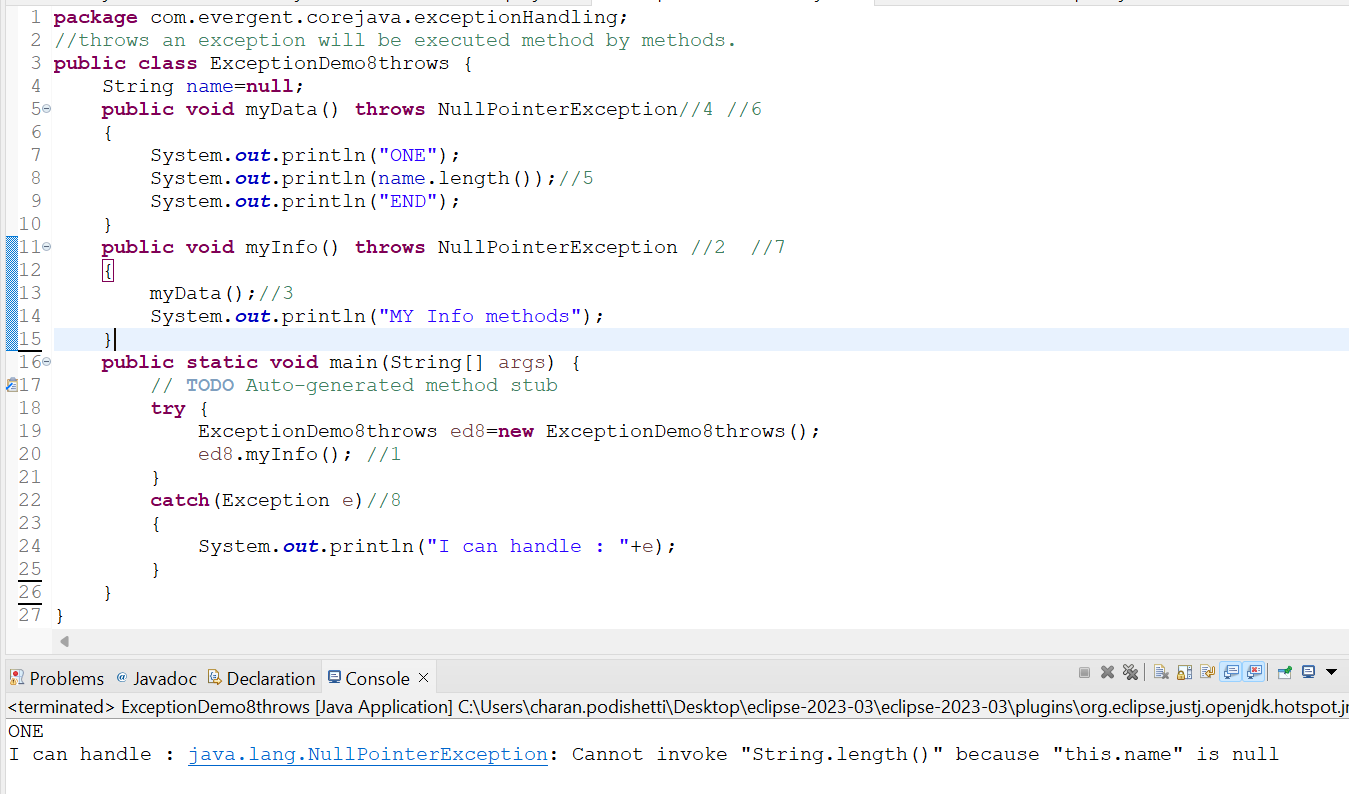 1 package com.evergent.corejava.exceptionHandling;
2 //throws an exception will be executed method by methods.
3 public class ExceptionDemo8throws {
4     String name=null;
5     public void myData() throws NullPointerException//4 //6
6     {
7         System.out.println("ONE");
8         System.out.println(name.length());//5
9         System.out.println("END");
10     }
11     public void myInfo() throws NullPointerException //2  //7
12     {
13         myData();//3
14         System.out.println("MY Info methods");
15     }
16     public static void main(String[] args) {
17         // TODO Auto-generated method stub
18         try {
19             ExceptionDemo8throws ed8=new ExceptionDemo8throws();
20             ed8.myInfo(); //1
21         }
22         catch(Exception e)//8
23         {
24             System.out.println("I can handle : "+e);
25         }
26     }
27 }
Problems @ Javadoc Declaration Console ×
<terminated> ExceptionDemo8throws [Java Application] C:\Users\charan.podishetti\Desktop\eclipse-2023-03\eclipse-2023-03\plugins\org.eclipse.justj.openjdk.hotspot.jr
ONE
I can handle : java.lang.NullPointerException: Cannot invoke "String.length()" because "this.name" is null